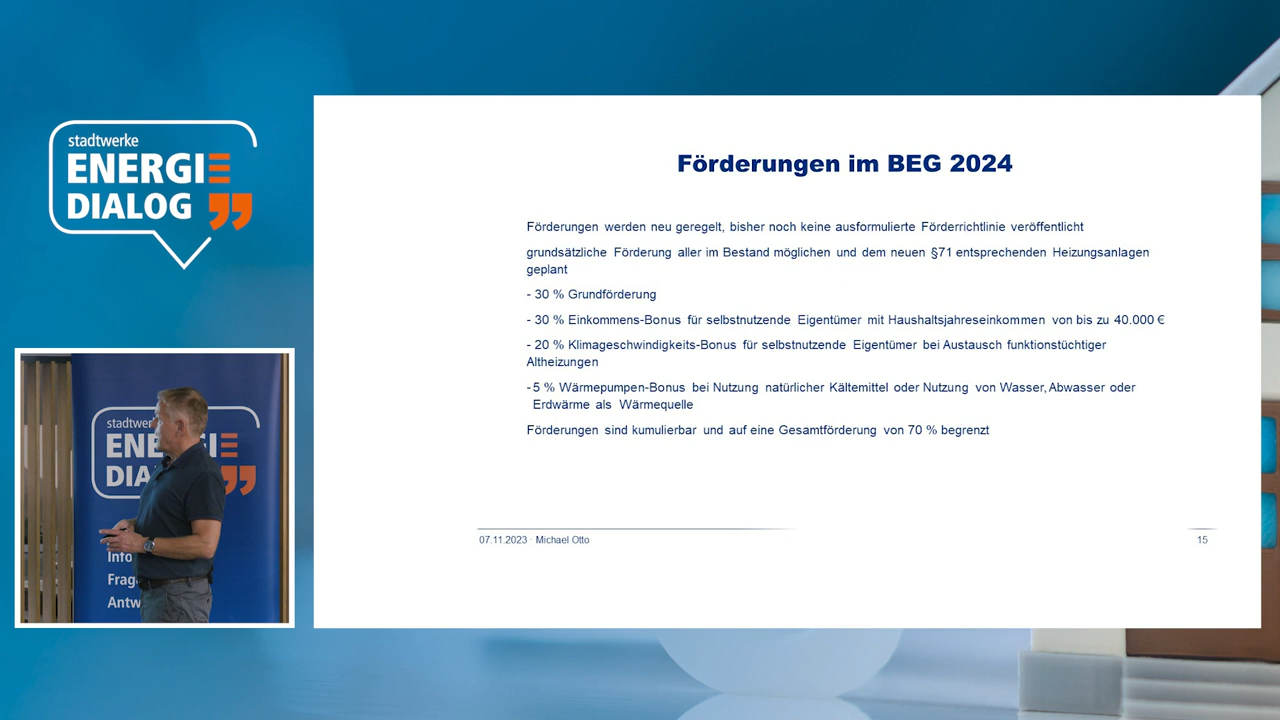 stadtwerke
ENERGIE
DIALOG
Förderungen im BEG 2024
Förderungen werden neu geregelt, bisher noch keine ausformulierte Förderrichtlinie veröffentlicht
grundsätzliche Förderung aller im Bestand möglichen und dem neuen §71 entsprechenden Heizungsanlagen
geplant
- 30 % Grundförderung
- 30 % Einkommens-Bonus für selbstnutzende Eigentümer mit Haushaltsjahreseinkommen von bis zu 40.000 €
- 20 % Klimageschwindigkeits-Bonus für selbstnutzende Eigentümer bei Austausch funktionstüchtiger
Altheizungen
- 5 % Wärmepumpen-Bonus bei Nutzung natürlicher Kältemittel oder Nutzung von Wasser, Abwasser oder
Erdwärme als Wärmequelle
Förderungen sind kumulierbar und auf eine Gesamtförderung von 70 % begrenzt
07.11.2023 · Michael Otto
15